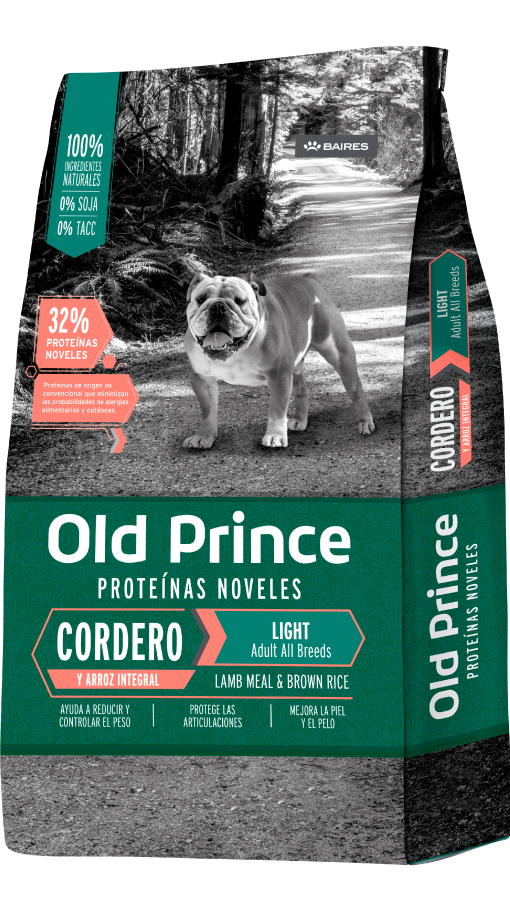 100%
INGREDIENTES
NATURALES
0% SOJA
0% TACC
BAIRES
32%
PROTEÍNAS
NOVELES
Proteínas de origen no
convencional que minimizan
las probabilidades de alergias
alimentarias y cutáneas.
Old Prince
PROTEÍNAS NOVELES
CORDERO
Y ARROZ INTEGRAL
LIGHT
Adult All Breeds
LAMB MEAL & BROWN RICE
AYUDA A REDUCIR Y
CONTROLAR EL PESO
PROTEGE LAS
ARTICULACIONES
MEJORA LA PIEL
Y EL PELO
LIGHT
Adult All Breeds
CORDERO
Y ARROZ INTEGRAL
Old Prince
PROTEÍNAS NOVELES